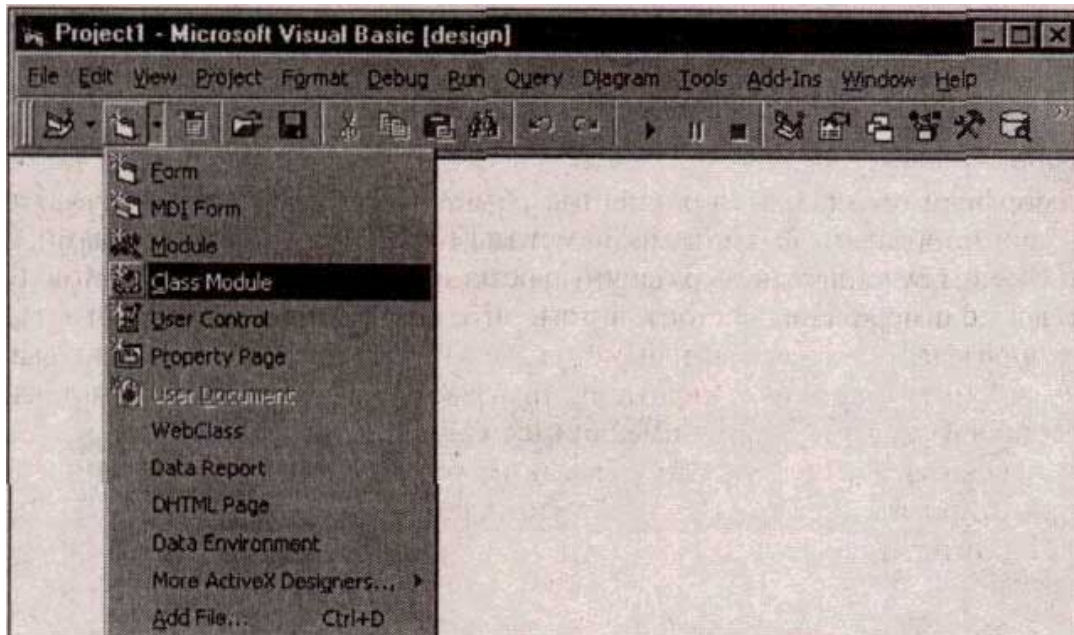 Project1 - Microsoft Visual Basic [design]
File Edit View Project Format Debug Run Query Diagram Tools Add-Ins Window Help
Form
MDI Form
Module
Class Module
User Control
Property Page
User Document
WebClass
Data Report
DHTML Page
Data Environment
More ActiveX Designers...
Add File... Ctrl+D